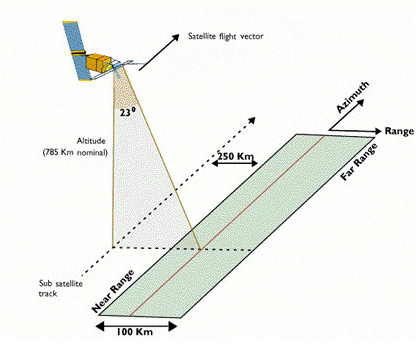 Satellite flight vector
23⁰
Altitude
(785 Km nominal)
Azimuth
Range
250 Km
Far Range
Sub satellite
track
Near Range
100 Km